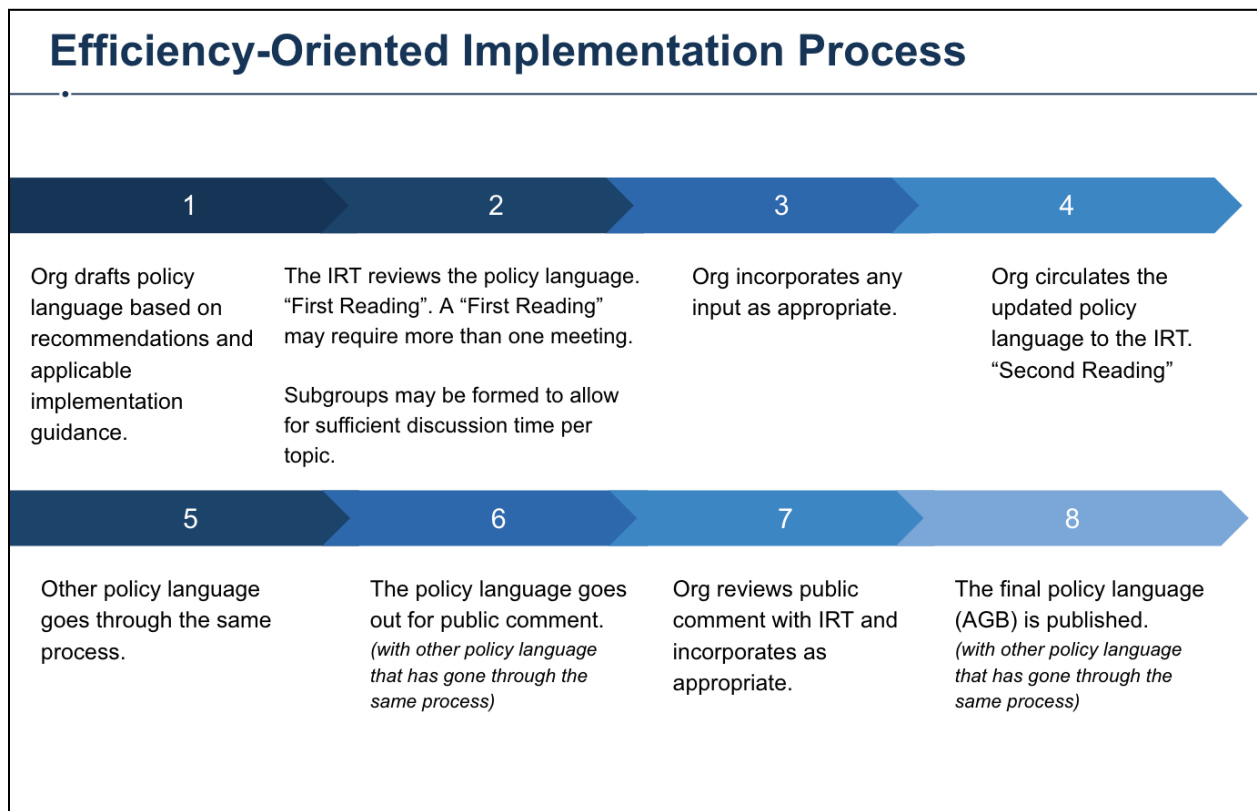 Efficiency-Oriented Implementation Process
1
2
3
4
Org drafts policy
language based on
recommendations and
applicable
implementation
guidance.
The IRT reviews the policy language.
“First Reading”. A “First Reading”
may require more than one meeting.
Subgroups may be formed to allow
for sufficient discussion time per
topic.
Org incorporates any
input as appropriate.
Org circulates the
updated policy
language to the IRT.
“Second Reading”
5
6
7
8
Other policy language
goes through the same
process.
The policy language goes
out for public comment.
(with other policy language
that has gone through the
same process)
Org reviews public
comment with IRT and
incorporates as
appropriate.
The final policy language
(AGB) is published.
(with other policy language
that has gone through the
same process)